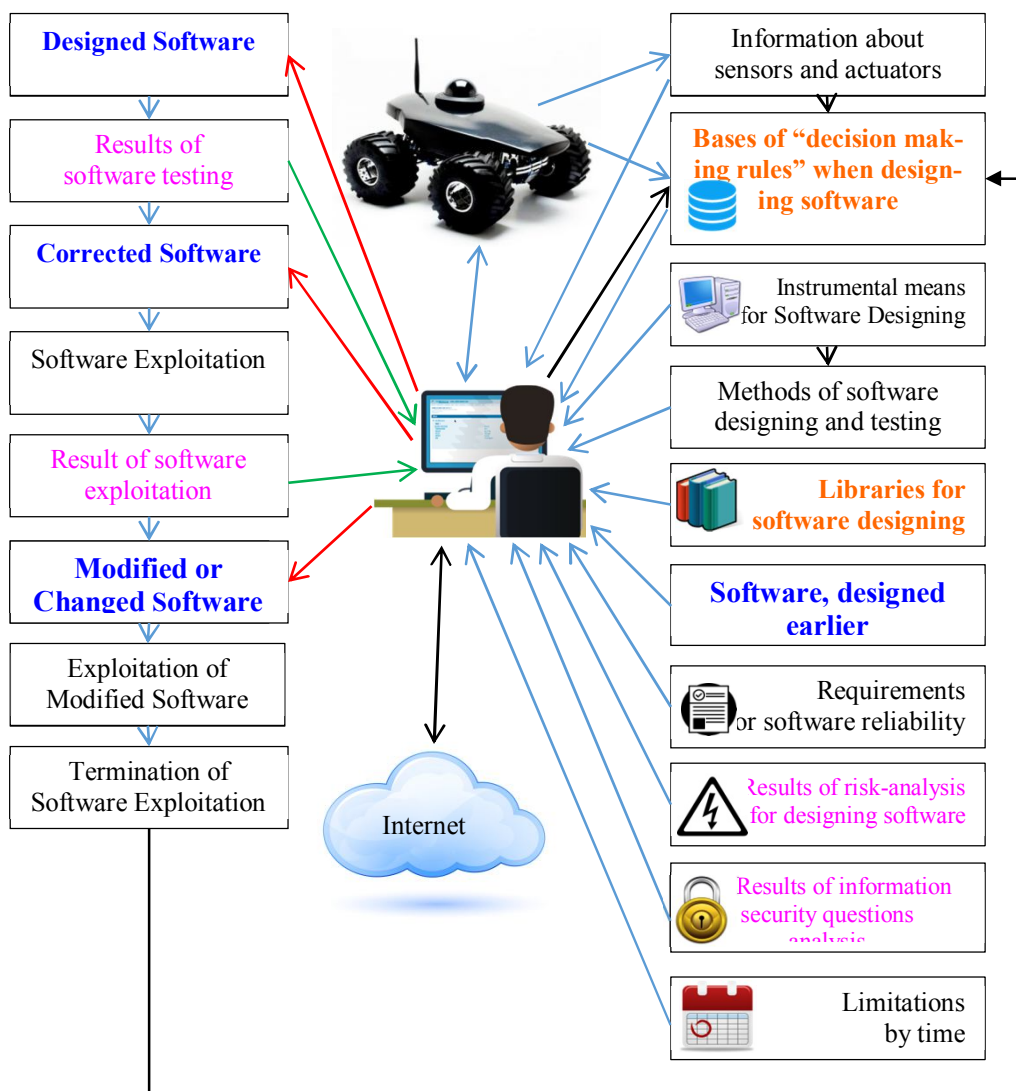 Designed Software
Results of
software testing
Corrected Software
Software Exploitation
Result of software
exploitation
Modified or
Changed Software
Exploitation of
Modified Software
Termination of
Software Exploitation
Internet
Information about
sensors and actuators
Bases of “decision mak-
ing rules” when design-
ing software
Instrumental means
for Software Designing
Methods of software
designing and testing
Libraries for
software designing
Software, designed
earlier
Requirements
or software reliability
Results of risk-analysis
for designing software
Results of information
security questions
analysis
Limitations
by time